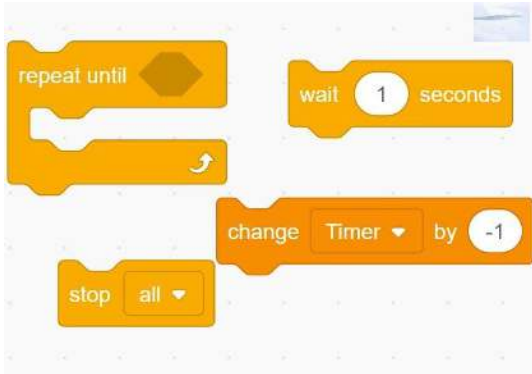 repeat until
wait 1 seconds
change Timer by -1
stop all